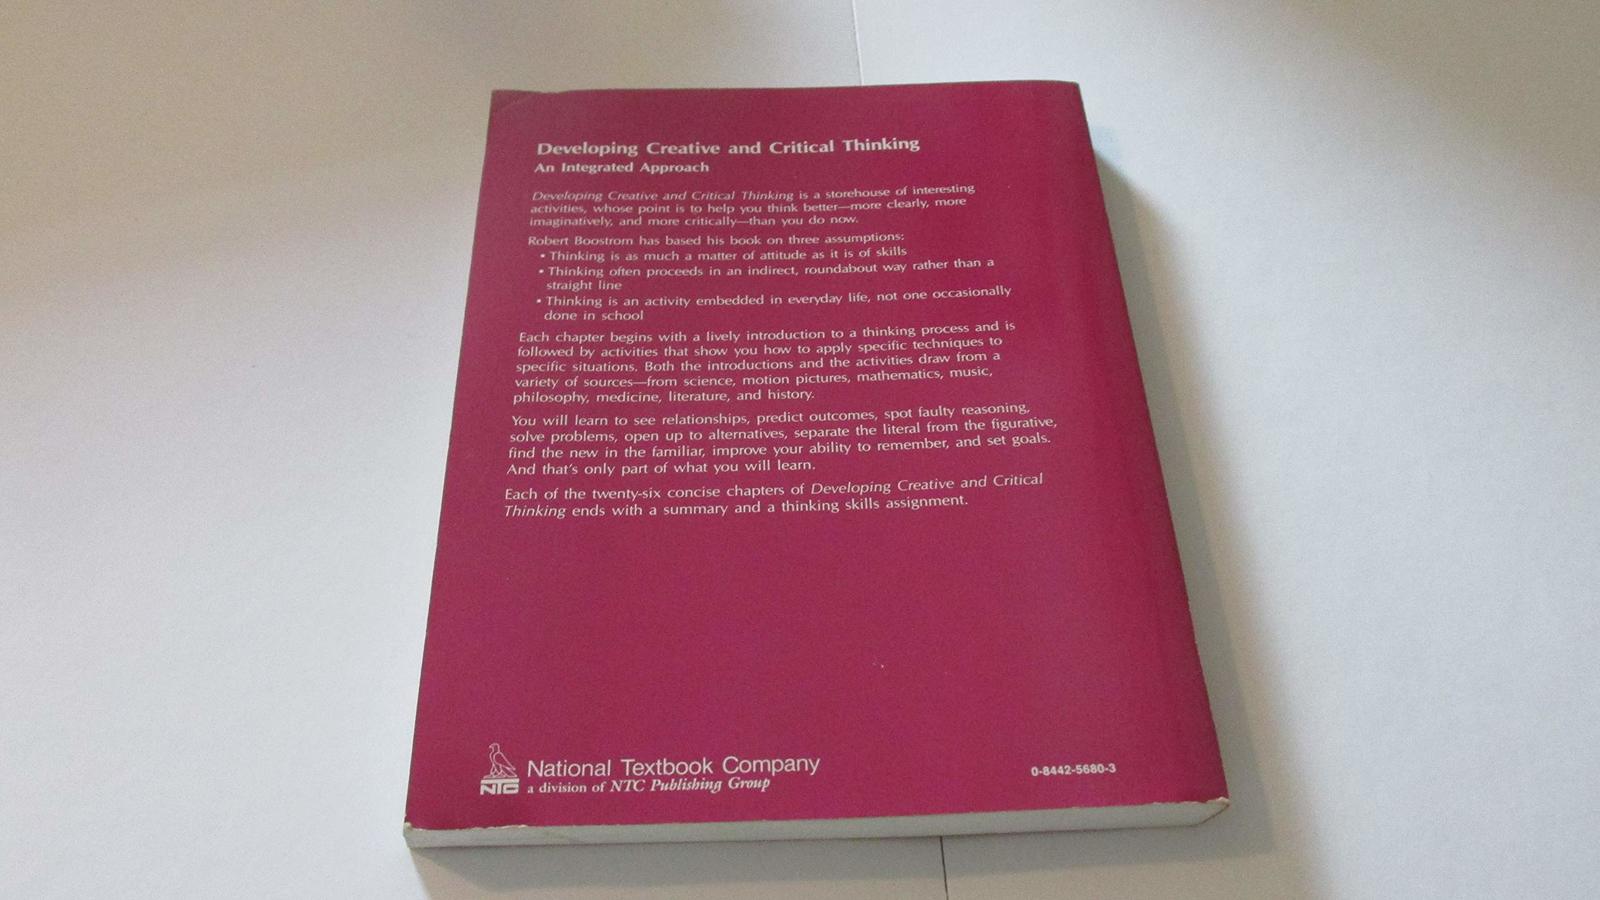 Developing Creative and Critical Thinking
An Integrated Approach
Developing Creative and Critical Thinking is a storehouse of interesting
activities, whose point is to help you think better—more clearly, more
imaginatively, and more critically—than you do now.
Robert Boostrom has based his book on three assumptions:
• Thinking is as much a matter of attitude as it is of skills
• Thinking often proceeds in an indirect, roundabout way rather than a
straight line
• Thinking is an activity embedded in everyday life, not one occasionally
done in school
Each chapter begins with a lively introduction to a thinking process and is
followed by activities that show you how to apply specific techniques to
specific situations. Both the introductions and the activities draw from a
variety of sources—from science, motion pictures, mathematics, music,
philosophy, medicine, literature, and history.
You will learn to see relationships, predict outcomes, spot faulty reasoning,
solve problems, open up to alternatives, separate the literal from the figurative,
find the new in the familiar, improve your ability to remember, and set goals.
And that's only part of what you will learn.
Each of the twenty-six concise chapters of Developing Creative and Critical
Thinking ends with a summary and a thinking skills assignment.
National Textbook Company
NTC a division of NTC Publishing Group
0-8442-5680-3